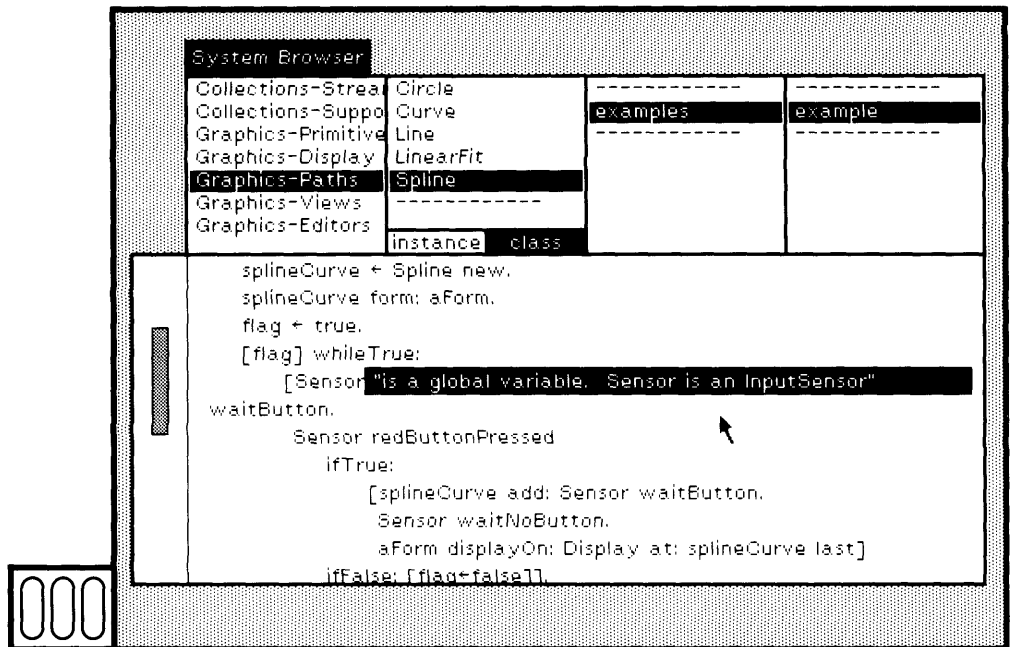 System Browser
Collections-Strea
Collections-Suppo
Graphics-Primitive
Graphics-Display
Graphics-Paths
Graphics-Views
Graphics-Editors
Circle
Curve
Line
LinearFit
Spline
------------
instance class
------------
examples
------------
------------
example
------------
splineCurve ← Spline new.
splineCurve form: aForm.
flag ← true.
[flag] whileTrue:
[Sensor "is a global variable. Sensor is an InputSensor"
waitButton.
Sensor redButtonPressed
ifTrue:
[splineCurve add: Sensor waitButton.
Sensor waitNoButton.
aForm displayOn: Display at: splineCurve last]
ifFalse: [flag←false]].